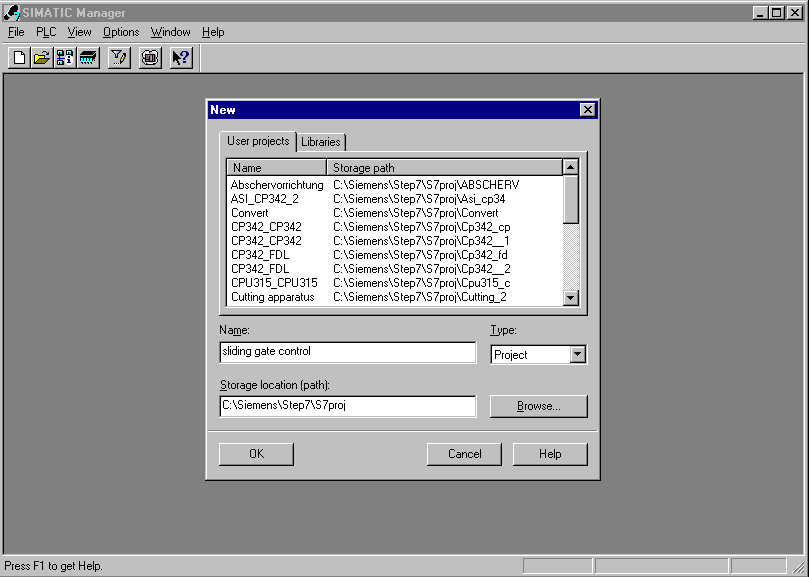 SIMATIC Manager
File PLC View Options Window Help
New
User projects Libraries
Name Storage path
Abschervorrichtung C:\Siemens\Step7\S7proj\ABSCHERV
ASI_CP342_2 C:\Siemens\Step7\S7proj\Asi_cp34
Convert C:\Siemens\Step7\S7proj\Convert
CP342_CP342 C:\Siemens\Step7\S7proj\Cp342_cp
CP342_CP342 C:\Siemens\Step7\S7proj\Cp342__1
CP342_FDL C:\Siemens\Step7\S7proj\Cp342_fd
CP342_FDL C:\Siemens\Step7\S7proj\Cp342__2
CPU315_CPU315 C:\Siemens\Step7\S7proj\Cpu315_c
Cutting apparatus C:\Siemens\Step7\S7proj\Cutting_2
Name: Type:
sliding gate control Project
Storage location (path):
C:\Siemens\Step7\S7proj Browse...
OK Cancel Help
Press F1 to get Help.